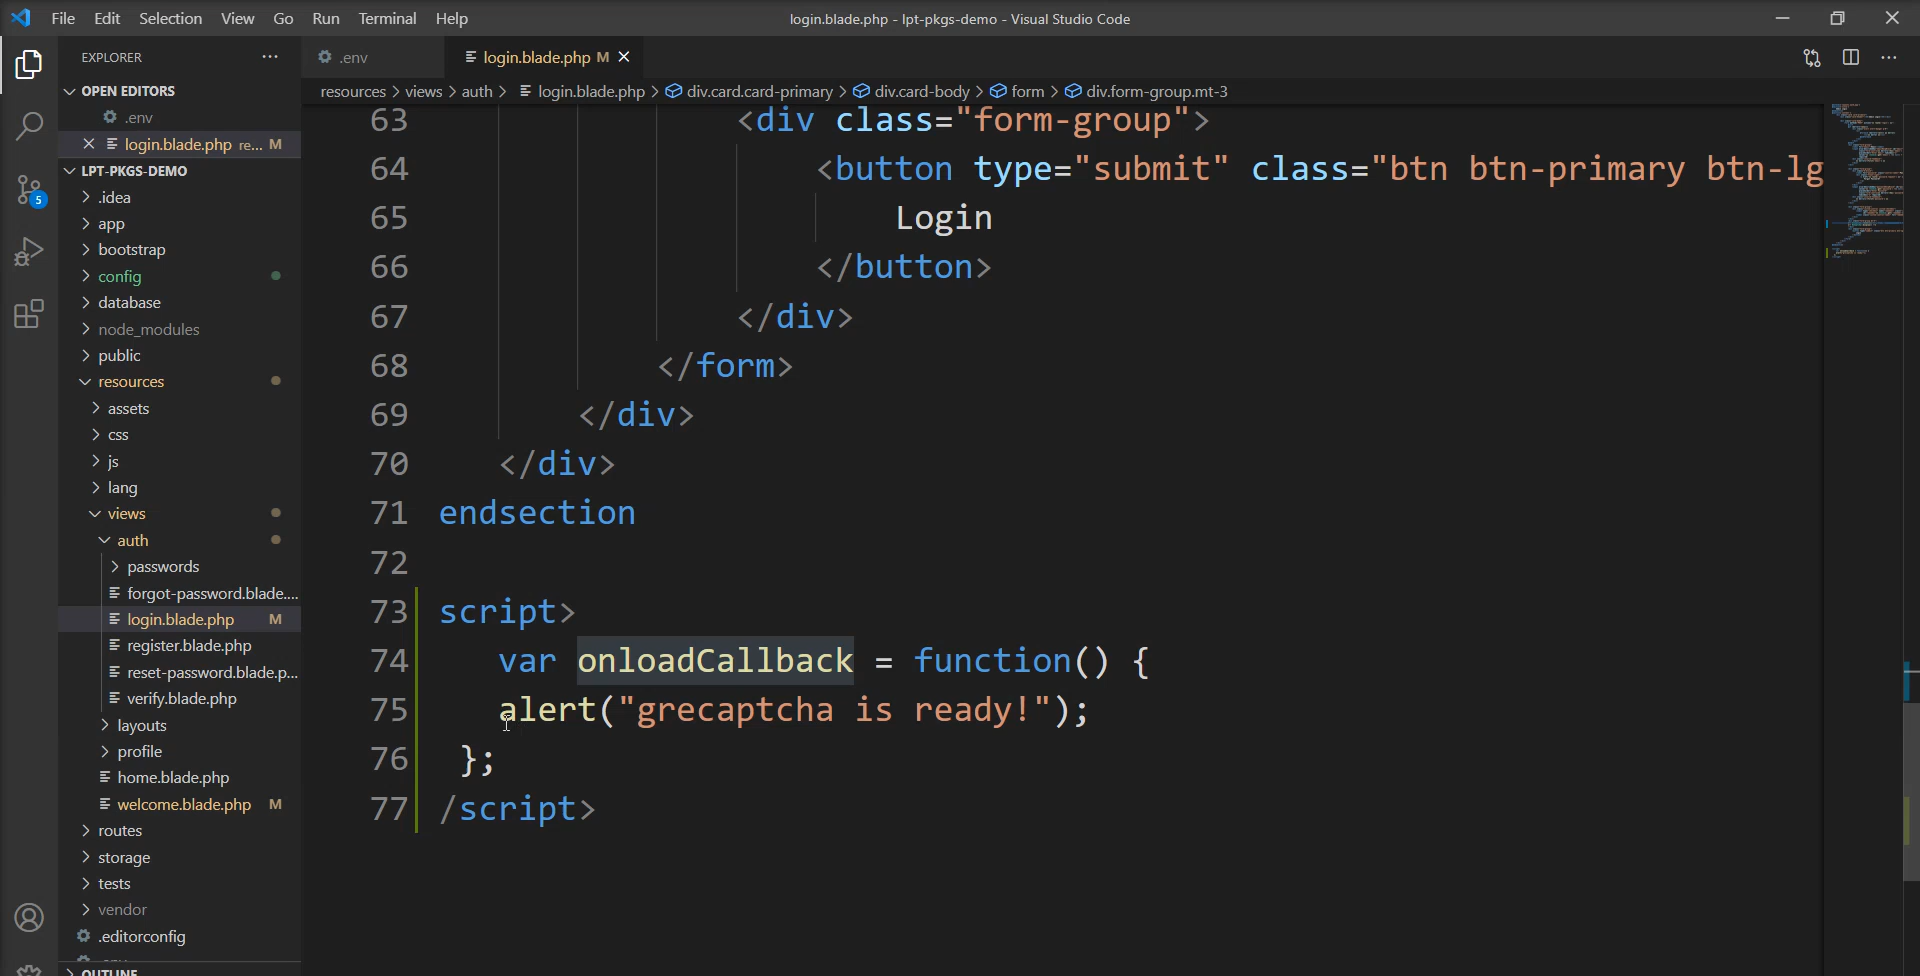 File Edit Selection View Go Run Terminal Help
login.blade.php - lpt-pkgs-demo - Visual Studio Code
EXPLORER
.env
login.blade.php M
OPEN EDITORS
.env
login.blade.php re... M
resources > views > auth > login.blade.php > div.card.card-primary > div.card-body > form > div.form-group.mt-3
5
LPT-PKGS-DEMO
.idea
app
bootstrap
config
database
node_modules
public
resources
assets
css
js
lang
views
auth
passwords
forgot-password.blade....
login.blade.php M
register.blade.php
reset-password.blade.p...
verify.blade.php
layouts
profile
home.blade.php
welcome.blade.php M
routes
storage
tests
vendor
.editorconfig
OUTLINE
63 <div class="form-group">
64 <button type="submit" class="btn btn-primary btn-lg
65 Login
66 </button>
67 </div>
68 </form>
69 </div>
70 </div>
71 endsection
72
73 script>
74 var onloadCallback = function() {
75 alert("grecaptcha is ready!");
76 };
77 /script>